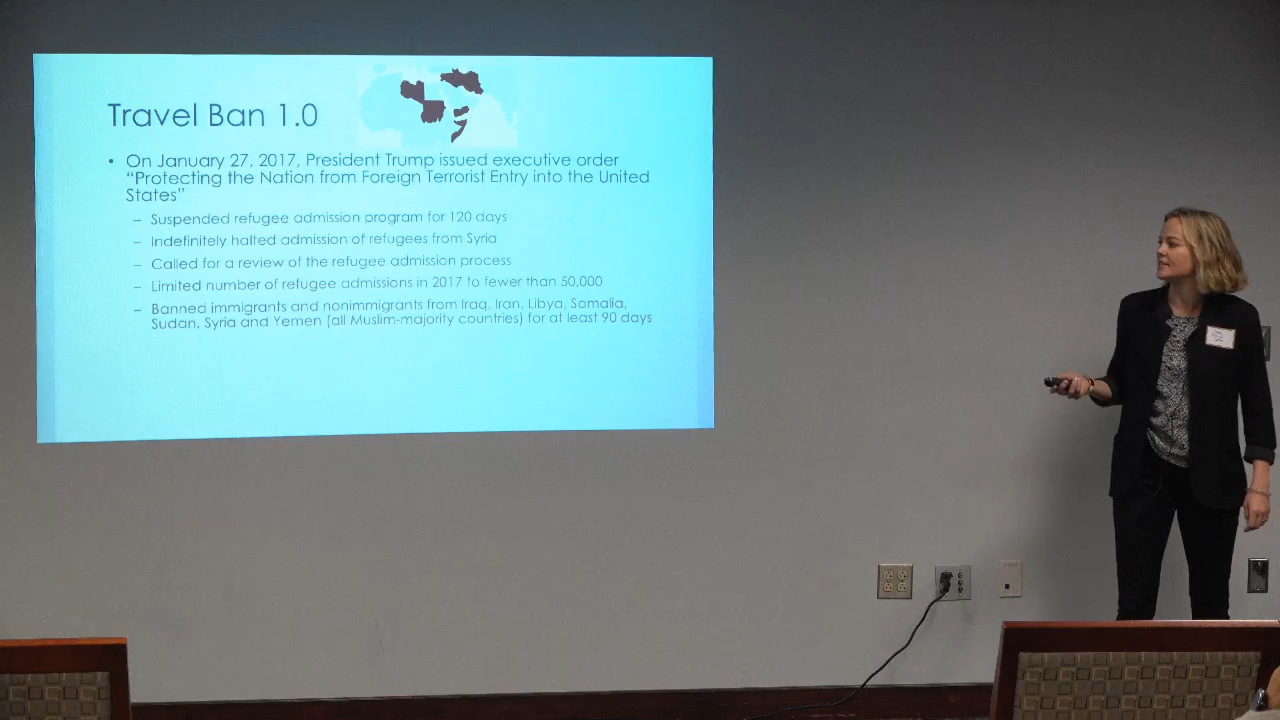 Travel Ban 1.0
• On January 27, 2017, President Trump issued executive order
“Protecting the Nation from Foreign Terrorist Entry into the United
States”
– Suspended refugee admission program for 120 days
– Indefinitely halted admission of refugees from Syria
– Called for a review of the refugee admission process
– Limited number of refugee admissions in 2017 to fewer than 50,000
– Banned immigrants and nonimmigrants from Iraq, Iran, Libya, Somalia,
Sudan, Syria and Yemen (all Muslim-majority countries) for at least 90 days